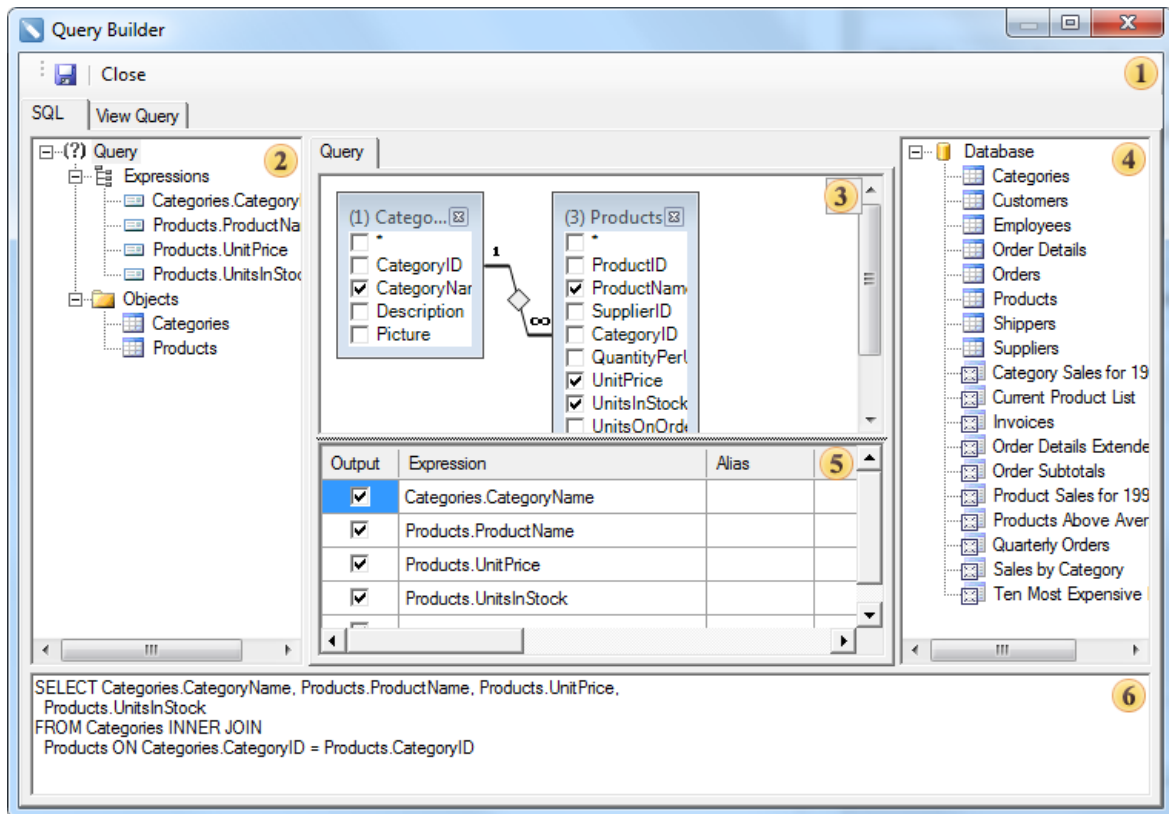 Query Builder
Close
1
SQL
View Query
(?) Query
2
Expressions
Categories.Category
Products.ProductNa
Products.UnitPrice
Products.UnitsInStoc
Objects
Categories
Products
Query
3
(1) Catego...
*
CategoryID
CategoryNar
Description
Picture
1
∞
(3) Products
*
ProductID
ProductName
SupplierID
CategoryID
QuantityPerU
UnitPrice
UnitsInStock
UnitsOnOrde
Output Expression Alias
5
Categories.CategoryName
Products.ProductName
Products.UnitPrice
Products.UnitsInStock
Database
4
Categories
Customers
Employees
Order Details
Orders
Products
Shippers
Suppliers
Category Sales for 19
Current Product List
Invoices
Order Details Extende
Order Subtotals
Product Sales for 199
Products Above Aver
Quarterly Orders
Sales by Category
Ten Most Expensive
SELECT Categories.CategoryName, Products.ProductName, Products.UnitPrice,
Products.UnitsInStock
FROM Categories INNER JOIN
Products ON Categories.CategoryID = Products.CategoryID
6